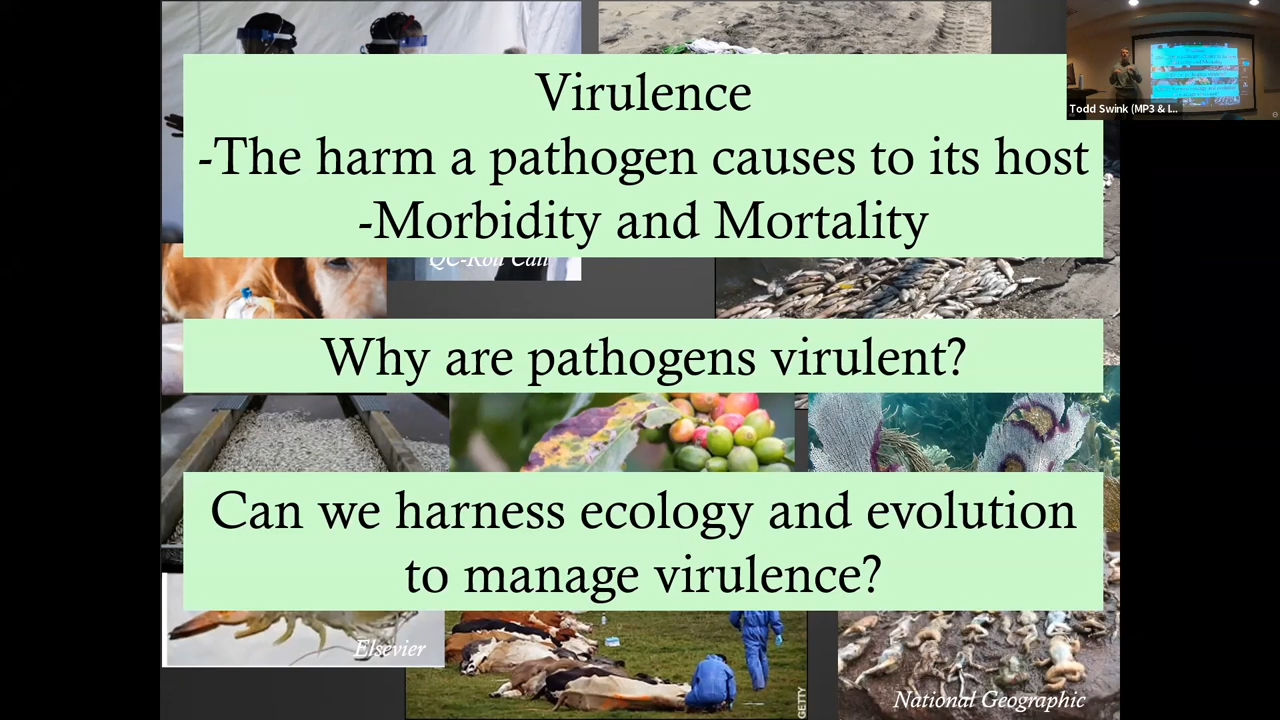 Virulence
-The harm a pathogen causes to its host
-Morbidity and Mortality
Todd Swink (MP3 & I...
Why are pathogens virulent?
Can we harness ecology and evolution
to manage virulence?
Elsevier
GETTY
National Geographic